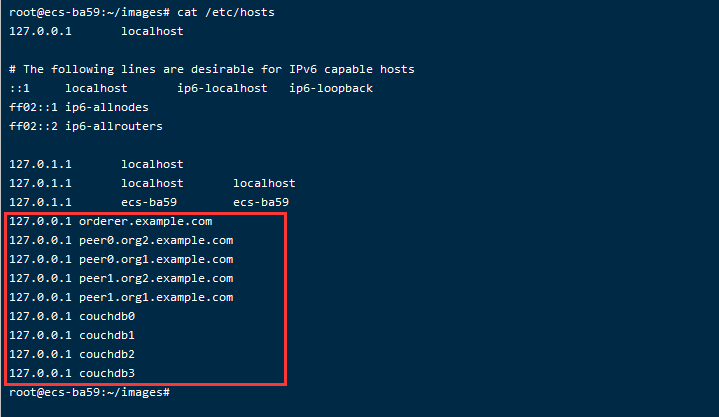 root@ecs-ba59:~/images# cat /etc/hosts
127.0.0.1       localhost
# The following lines are desirable for IPv6 capable hosts
::1     localhost       ip6-localhost   ip6-loopback
ff02::1 ip6-allnodes
ff02::2 ip6-allrouters
127.0.1.1       localhost
127.0.1.1       localhost       localhost
127.0.1.1       ecs-ba59        ecs-ba59
127.0.0.1 orderer.example.com
127.0.0.1 peer0.org2.example.com
127.0.0.1 peer0.org1.example.com
127.0.0.1 peer1.org2.example.com
127.0.0.1 peer1.org1.example.com
127.0.0.1 couchdb0
127.0.0.1 couchdb1
127.0.0.1 couchdb2
127.0.0.1 couchdb3
root@ecs-ba59:~/images#